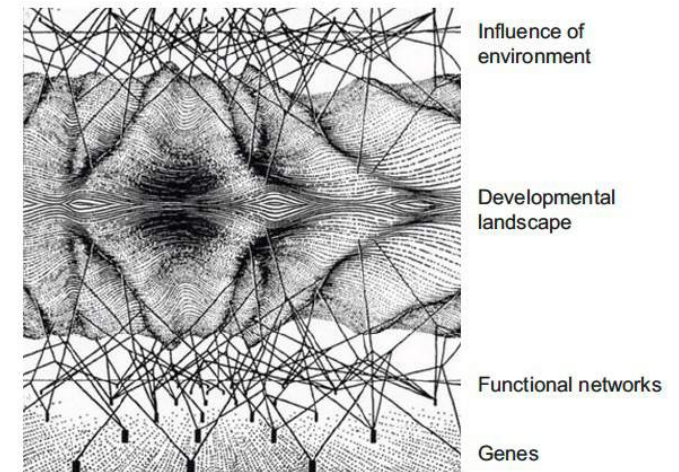 Influence of
environment
Developmental
landscape
Functional networks
Genes